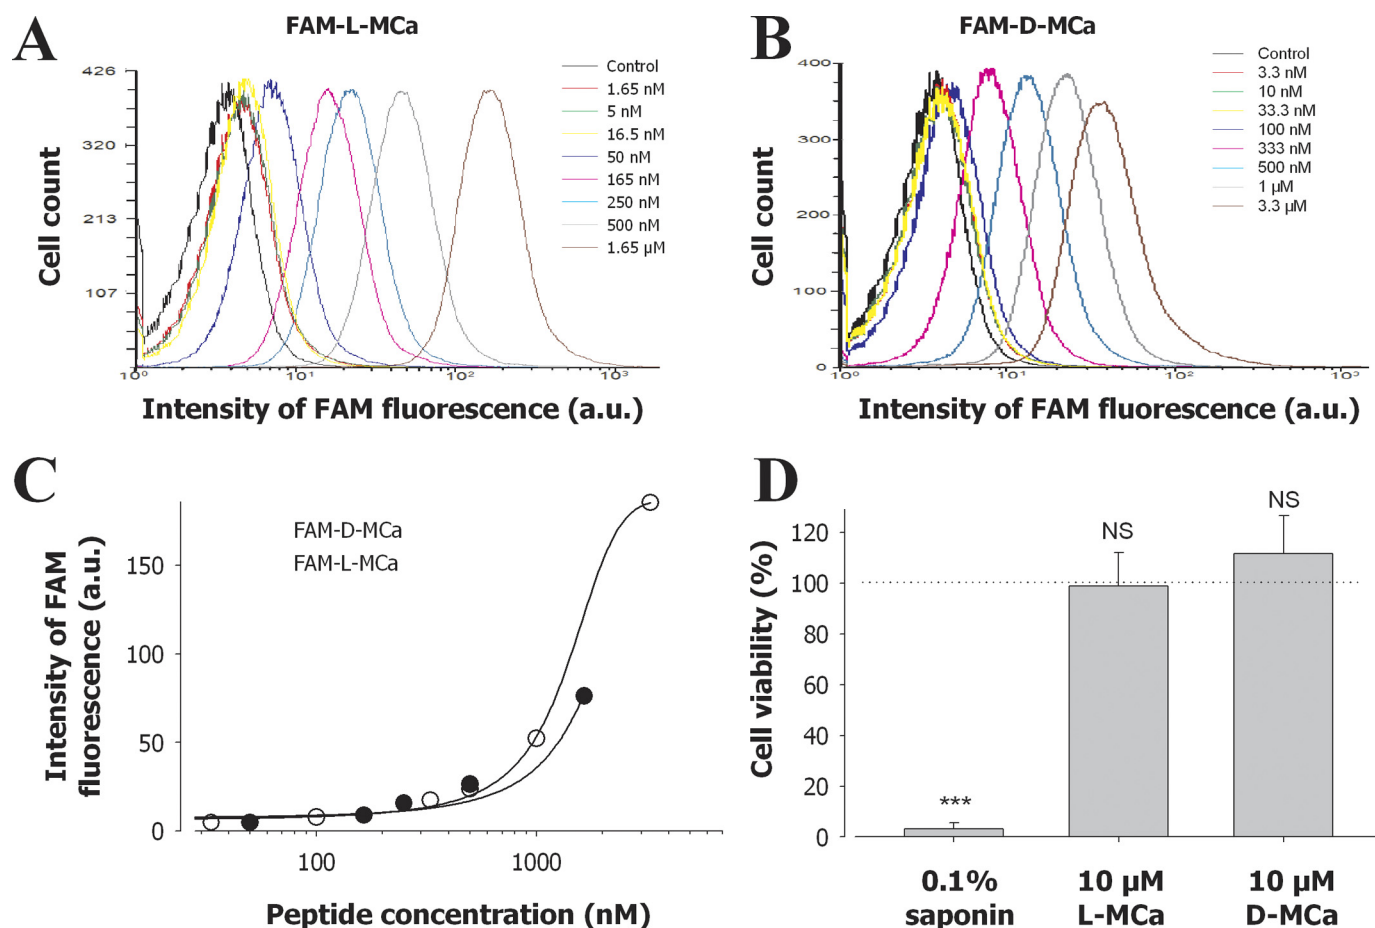 A
FAM-L-MCa
426
320
213
107
0
Cell count
10⁰
10¹
10²
10³
Intensity of FAM fluorescence (a.u.)
Control
1.65 nM
5 nM
16.5 nM
50 nM
165 nM
250 nM
500 nM
1.65 µM
B
FAM-D-MCa
400
300
200
100
0
Cell count
10⁰
10¹
10²
10³
Intensity of FAM fluorescence (a.u.)
Control
3.3 nM
10 nM
33.3 nM
100 nM
333 nM
500 nM
1 µM
3.3 µM
C
Intensity of FAM
fluorescence (a.u.)
150
100
50
0
FAM-D-MCa
FAM-L-MCa
100
1000
Peptide concentration (nM)
D
Cell viability (%)
120
100
80
60
40
20
0
***
NS
NS
0.1%
saponin
10 µM
L-MCa
10 µM
D-MCa